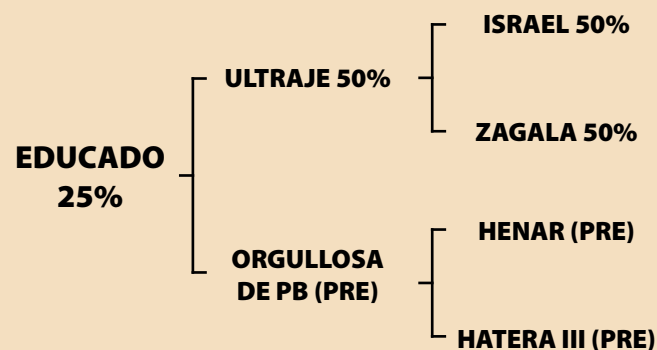 EDUCADO
25%
ULTRAJE 50%
ISRAEL 50%
ZAGALA 50%
ORGULLOSA
DE PB (PRE)
HENAR (PRE)
HATERA III (PRE)